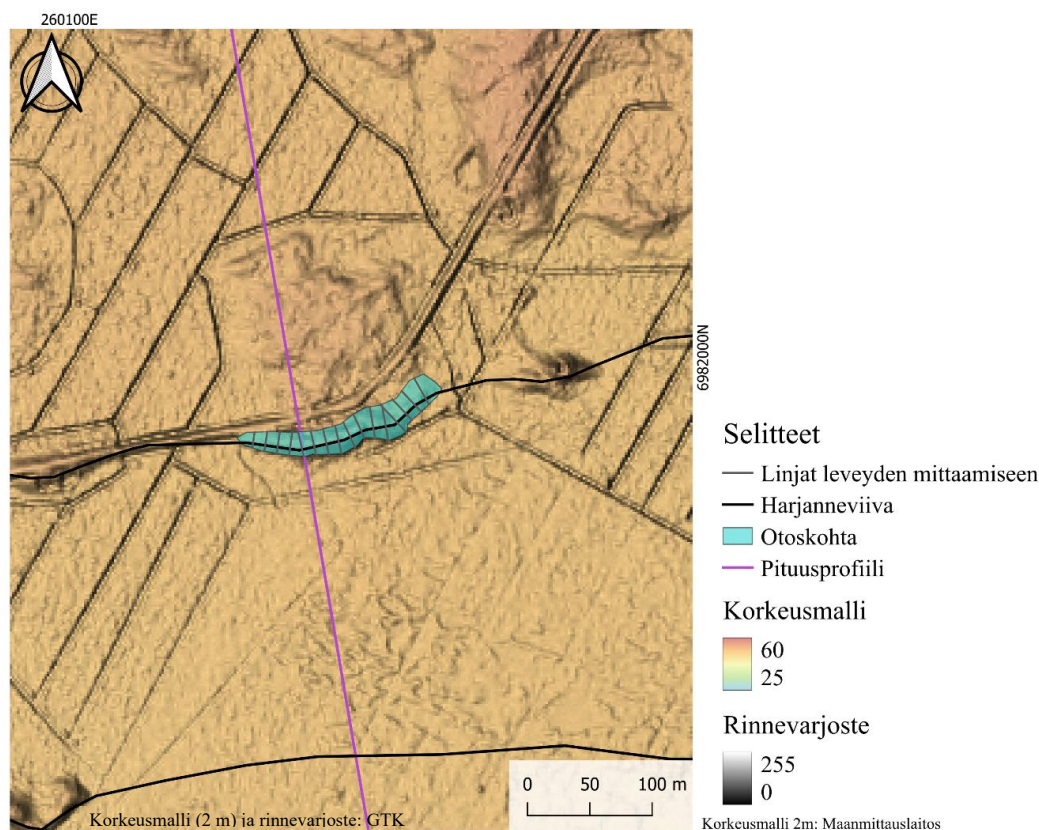 260100E
6982000N
Selitteet
Linjat leveyden mittaamiseen
Harjanneviiva
Otoskohta
Pituusprofiili
Korkeusmalli
60
25
Rinnevarjoste
255
0
0 50 100 m
Korkeusmalli (2 m) ja rinnevarjoste: GTK
Korkeusmalli 2m: Maanmittauslaitos